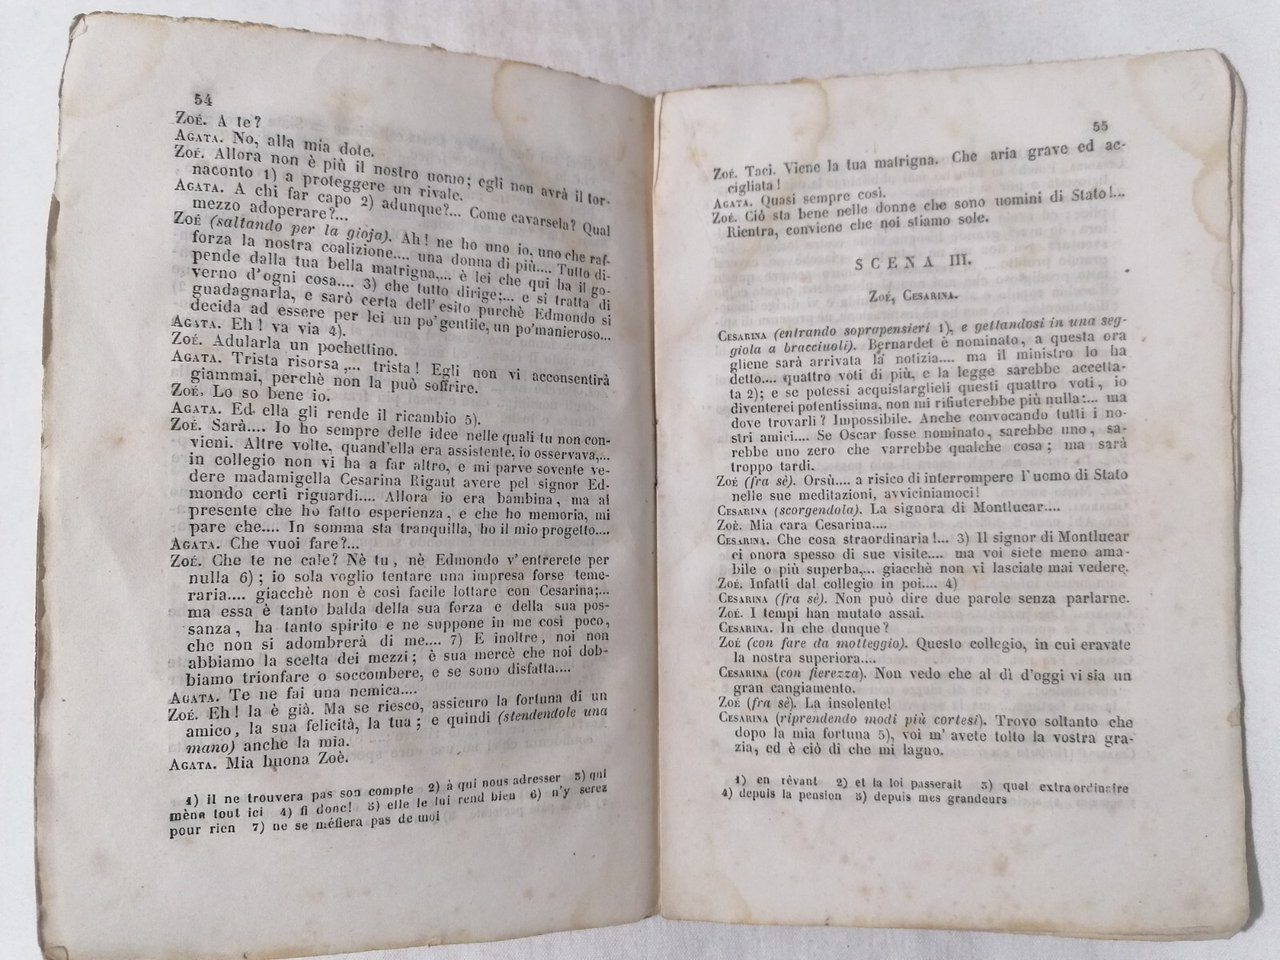 54
Zoé. A te?
Agata. No, alla mia dote.
Zoé. Allora non è più il nostro uomo; egli non avrà il tor-
naconto 1) a proteggere un rivale.
Agata. A chi far capo 2) adunque?... Come cavarsela? Qual
mezzo adoperare?...
Zoé (saltando per la gioja). Ah! ne ho uno io, uno che raf-
forza la nostra coalizione.... una donna di più.... Tutto di-
pende dalla tua bella matrigna,... è lei che qui ha il go-
verno d'ogni cosa.... 3) che tutto dirige;... e si tratta di
guadagnarla, e sarò certa dell'esito purchè Edmondo si
decida ad essere per lei un po' gentile, un po' manieroso...
Agata. Eh! va via 4).
Zoé. Adularla un pochettino.
Agata. Trista risorsa,... trista! Egli non vi acconsentirà
giammai, perchè non la può soffrire.
Zoé. Lo so bene io.
Agata. Ed ella gli rende il ricambio 5).
Zoé. Sarà.... Io ho sempre delle idee nelle quali tu non con-
vieni. Altre volte, quand'ella era assistente, io osservava,...
in collegio non vi ha a far altro, e mi parve sovente ve-
dere madamigella Cesarina Rigaut avere pel signor Ed-
mondo certi riguardi.... Allora io era bambina, ma al
presente che ho fatto esperienza, e che ho memoria, mi
pare che.... In somma sta tranquilla, ho il mio progetto....
Agata. Che vuoi fare?...
Zoé. Che te ne cale? Nè tu, nè Edmondo v'entrerete per
nulla 6); io sola voglio tentare una impresa forse teme-
raria.... giacchè non è così facile lottare con Cesarina;...
ma essa è tanto balda della sua forza e della sua pos-
sanza, ha tanto spirito e ne suppone in me così poco,
che non si adombrerà di me.... 7) E inoltre, noi non
abbiamo la scelta dei mezzi; è sua mercè che noi dob-
biamo trionfare o soccombere, e se sono disfatta....
Agata. Te ne fai una nemica....
Zoé. Eh! la è già. Ma se riesco, assicuro la fortuna di un
amico, la sua felicità, la tua; e quindi (stendendole una
mano) anche la mia.
Agata. Mia buona Zoè.
1) il ne trouvera pas son compte 2) à qui nous adresser 3) qui
mène tout ici 4) fi donc! 5) elle le lui rend bien 6) n'y serez
pour rien 7) ne se méfiera pas de moi
55
Zoé. Taci. Viene la tua matrigna. Che aria grave ed ac-
cigliata!
Agata. Quasi sempre così.
Zoé. Ciò sta bene nelle donne che sono uomini di Stato!...
Rientra, conviene che noi stiamo sole.
SCENA III.
Zoé, Cesarina.
Cesarina (entrando soprapensieri 1), e gettandosi in una seg-
giola a bracciuoli). Bernardet è nominato, a questa ora
gliene sarà arrivata la notizia.... ma il ministro lo ha
detto.... quattro voti di più, e la legge sarebbe accetta-
ta 2); e se potessi acquistarglieli questi quattro voti, io
diventerei potentissima, non mi rifiuterebbe più nulla:... ma
dove trovarli? Impossibile. Anche convocando tutti i no-
stri amici.... Se Oscar fosse nominato, sarebbe uno, sa-
rebbe uno zero che varrebbe qualche cosa; ma sarà
troppo tardi.
Zoé (fra sè). Orsù.... a risico di interrompere l'uomo di Stato
nelle sue meditazioni, avviciniamoci!
Cesarina (scorgendola). La signora di Montlucar....
Zoé. Mia cara Cesarina....
Cesarina. Che cosa straordinaria!... 3) Il signor di Montlucar
ci onora spesso di sue visite.... ma voi siete meno ama-
bile o più superba,... giacchè non vi lasciate mai vedere.
Zoé. Infatti dal collegio in poi.... 4)
Cesarina (fra sè). Non può dire due parole senza parlarne.
Zoé. I tempi han mutato assai.
Cesarina. In che dunque?
Zoé (con fare da motteggio). Questo collegio, in cui eravate
la nostra superiora....
Cesarina (con fierezza). Non vedo che al dì d'oggi vi sia un
gran cangiamento.
Zoé (fra sè). La insolente!
Cesarina (riprendendo modi più cortesi). Trovo soltanto che
dopo la mia fortuna 5), voi m'avete tolto la vostra gra-
zia, ed è ciò di che mi lagno.
1) en rêvant 2) et la loi passerait 3) quel extraordinaire
4) depuis la pension 5) depuis mes grandeurs